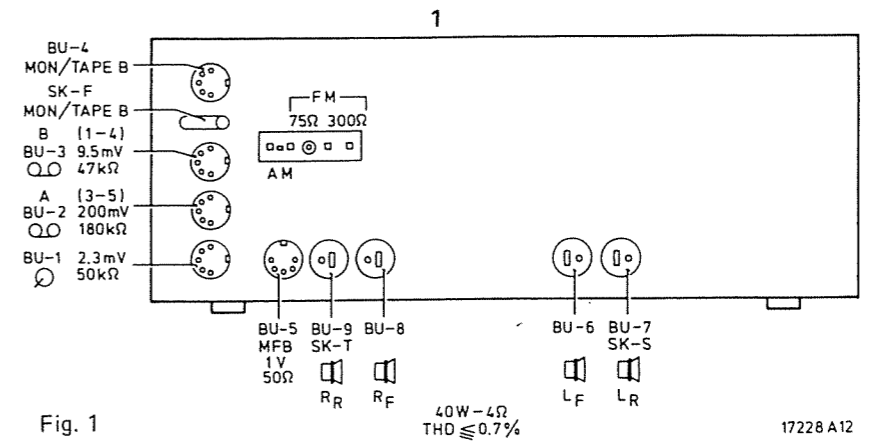 1
BU-4
MON/TAPE B
SK-F
MON/TAPE B
B (1-4)
BU-3 9.5mV
47kΩ
A (3-5)
BU-2 200mV
180kΩ
BU-1 2.3mV
50kΩ
FM
75Ω 300Ω
AM
BU-5 BU-9 BU-8 BU-6 BU-7
MFB SK-T SK-S
1V
50Ω
RR RF LF LR
40W-4Ω
THD ≦ 0.7%
Fig. 1
17228 A12